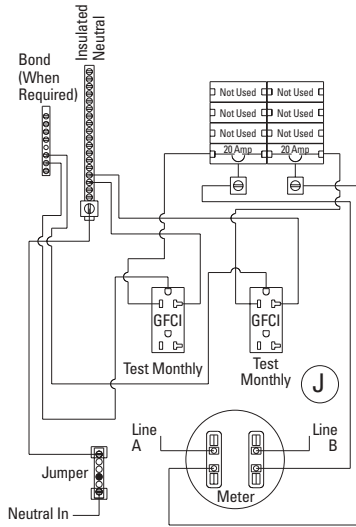 Insulated
Neutral
Bond
(When
Required)
Not Used
Not Used
Not Used
Not Used
Not Used
Not Used
20 Amp
20 Amp
GFCI
GFCI
Test Monthly
Test
Monthly
J
Line
A
Line
B
Jumper
Meter
Neutral In